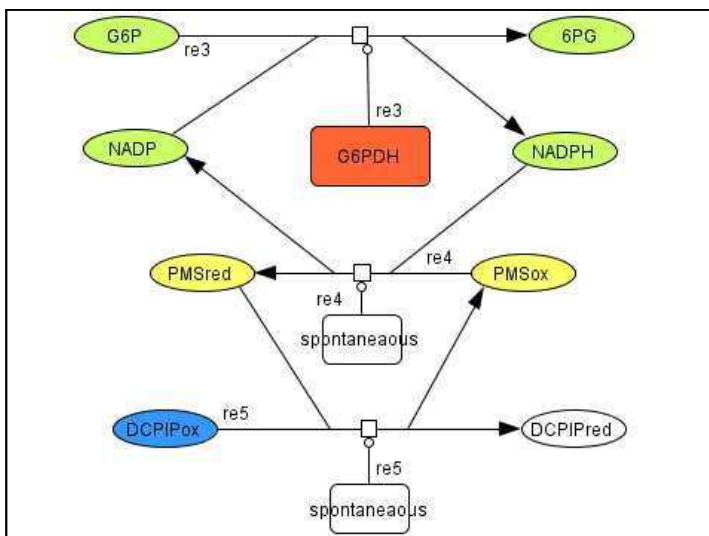 G6P
re3
6PG
re3
G6PDH
NADP
NADPH
re4
PMSred
PMSox
re4
spontaneaous
DCPIPox
re5
DCPIPred
re5
spontaneaous